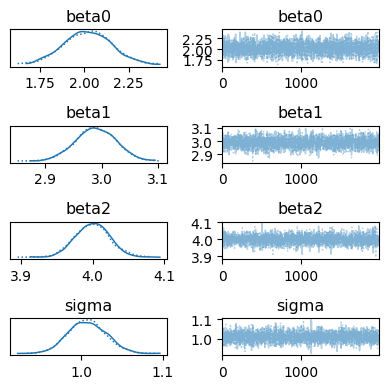 beta0 beta0
2.25
2.00
1.75
1.75 2.00 2.25 0 1000
beta1 beta1
3.1
3.0
2.9
2.9 3.0 3.1 0 1000
beta2 beta2
4.1
4.0
3.9
3.9 4.0 4.1 0 1000
sigma sigma
1.1
1.0
1.0 1.1 0 1000